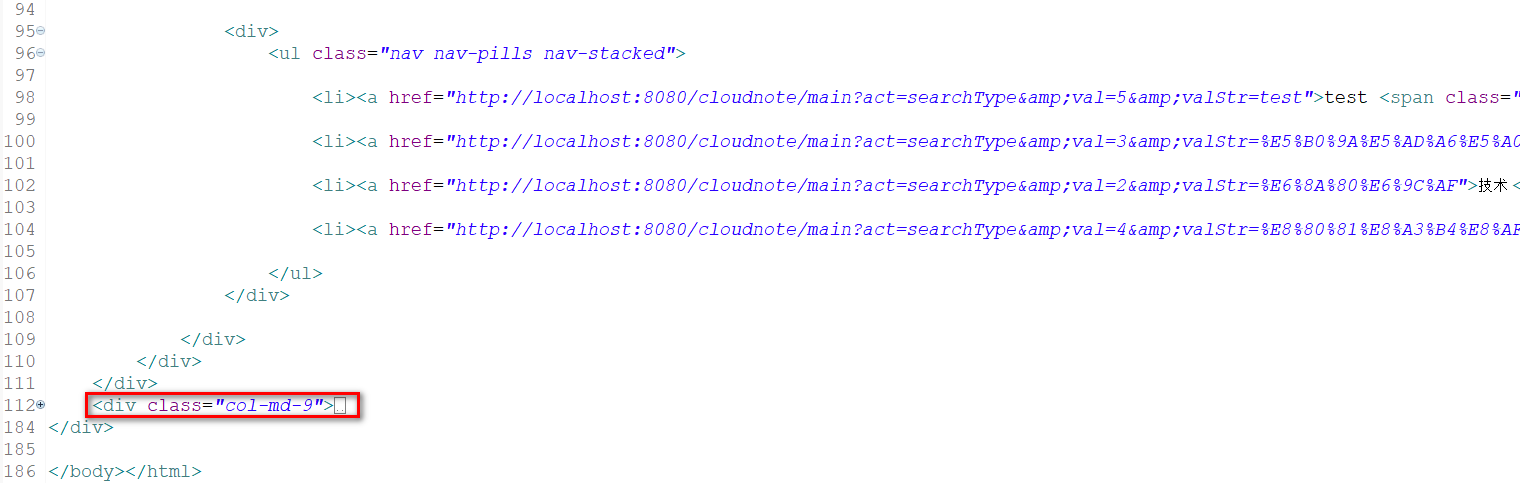 94
95 <div>
96 <ul class="nav nav-pills nav-stacked">
97
98 <li><a href="http://localhost:8080/cloudnote/main?act=searchType&amp;val=5&amp;valStr=test">test <span class="
99
100 <li><a href="http://localhost:8080/cloudnote/main?act=searchType&amp;val=3&amp;valStr=%E5%B0%9A%E5%AD%A6%E5%A0
101
102 <li><a href="http://localhost:8080/cloudnote/main?act=searchType&amp;val=2&amp;valStr=%E6%8A%80%E6%9C%AF">技术 <
103
104 <li><a href="http://localhost:8080/cloudnote/main?act=searchType&amp;val=4&amp;valStr=%E8%80%81%E8%A3%B4%E8%AF
105
106 </ul>
107 </div>
108
109 </div>
110 </div>
111 </div>
112 <div class="col-md-9">
184 </div>
185
186 </body></html>